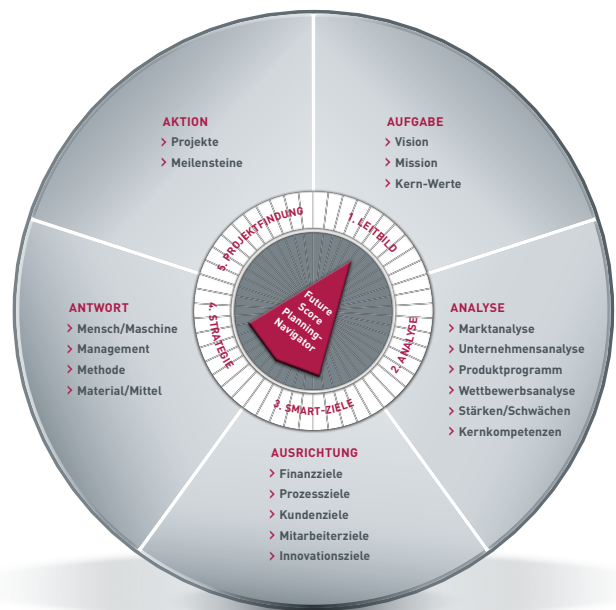 AKTION
> Projekte
> Meilensteine
AUFGABE
> Vision
> Mission
> Kern-Werte
5. PROJEKTFINDUNG
1. LEITBILD
ANTWORT
> Mensch/Maschine
> Management
> Methode
> Material/Mittel
4. STRATEGIE
Future
Score
Planning-
Navigator
2. ANALYSE
ANALYSE
> Marktanalyse
> Unternehmensanalyse
> Produktprogramm
> Wettbewerbsanalyse
> Stärken/Schwächen
> Kernkompetenzen
3. SMART-ZIELE
AUSRICHTUNG
> Finanzziele
> Prozessziele
> Kundenziele
> Mitarbeiterziele
> Innovationsziele